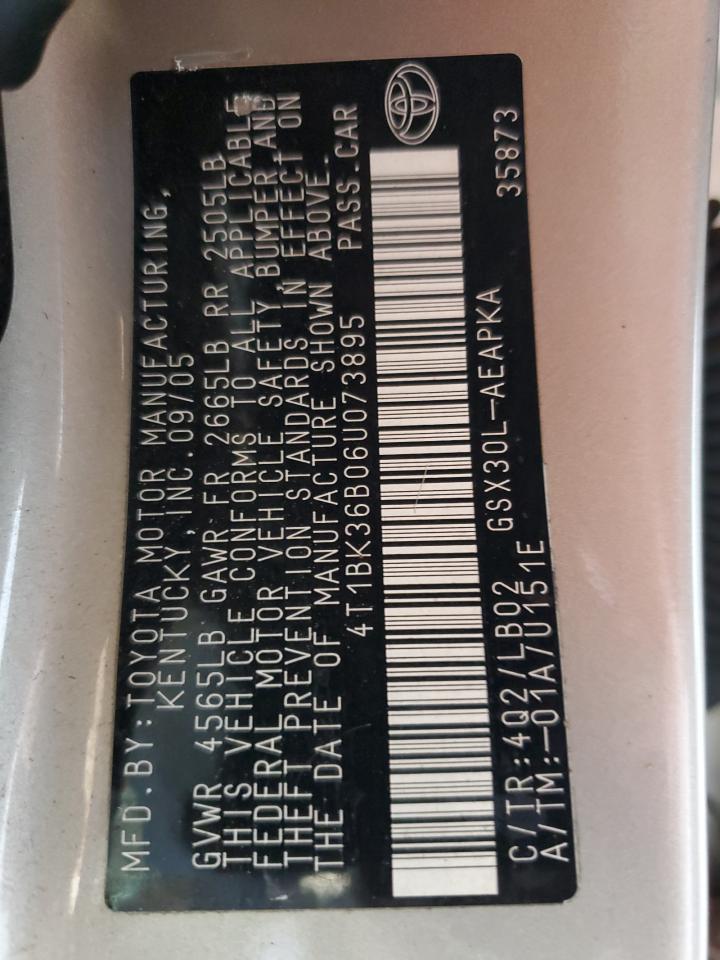 MFD.BY:TOYOTA MOTOR MANUFACTURING,
KENTUCKY,INC.09/05
GVWR 4565LB GAWR FR 2665LB RR 2505LB
THIS VEHICLE CONFORMS TO ALL APPLICABLE
FEDERAL MOTOR VEHICLE SAFETY,BUMPER,AND
THEFT PREVENTION STANDARDS IN EFFECT ON
THE DATE OF MANUFACTURE SHOWN ABOVE.
4T1BK36B06U073895 PASS.CAR
C/TR:4Q2/LB02 GSX30L-AEAPKA 35873
A/TM:-01A/U151E